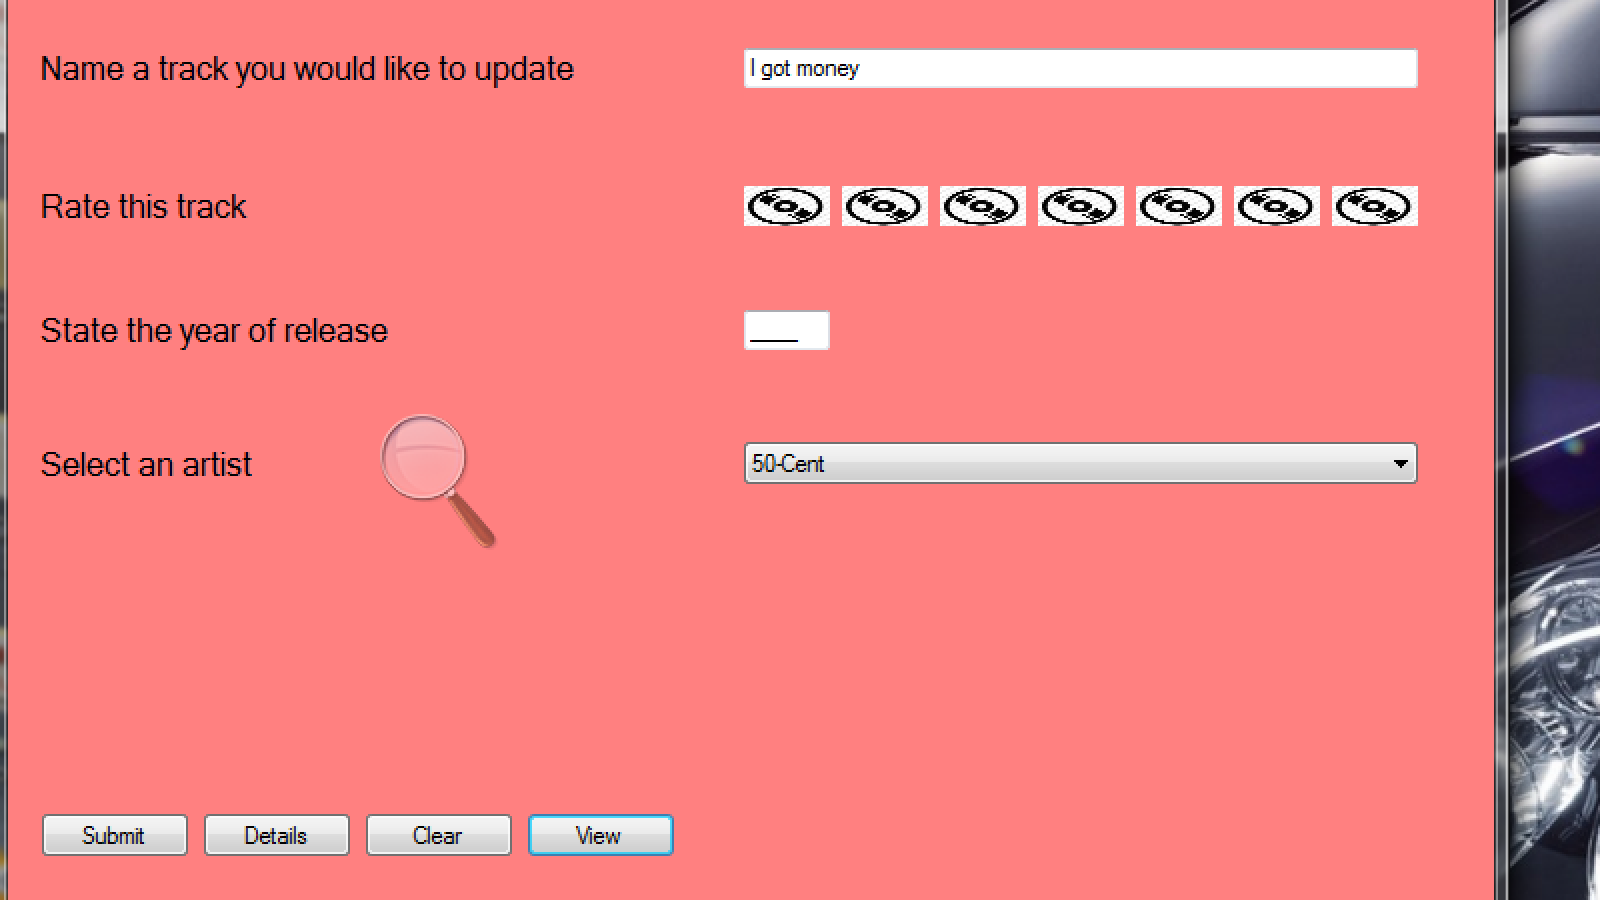 Name a track you would like to update
I got money
Rate this track
State the year of release
____
Select an artist
50-Cent
Submit Details Clear View